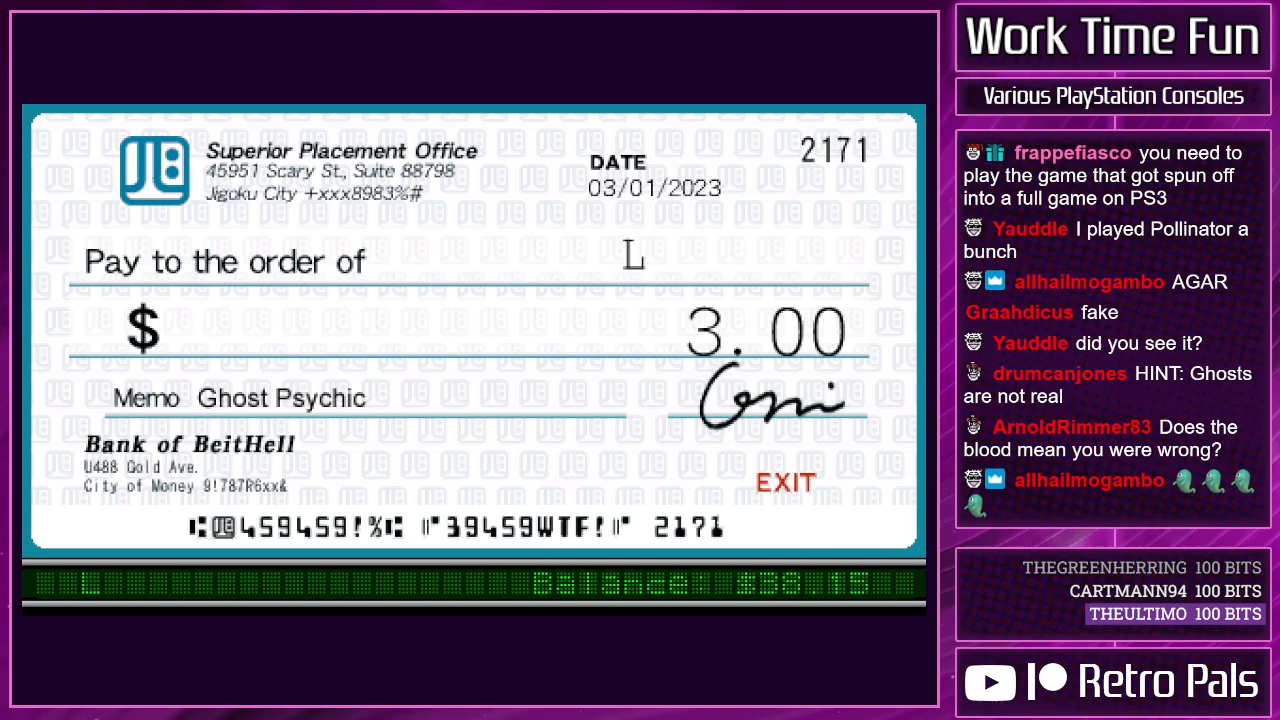 Superior Placement Office
45951 Scary St., Suite 88798
Jigoku City +xxx8983%#
DATE
03/01/2023
2171
Pay to the order of L
$ 3.00
Memo Ghost Psychic
Bank of BeitHell
U488 Gold Ave.
City of Money 9!787R6xx&
EXIT
459459!% "39459WTF!" 2171
L Balance: $38.15
Work Time Fun
Various PlayStation Consoles
frappefiasco you need to
play the game that got spun off
into a full game on PS3
Yauddle I played Pollinator a
bunch
allhailmogambo AGAR
Graahdicus fake
Yauddle did you see it?
drumcanjones HINT: Ghosts
are not real
ArnoldRimmer83 Does the
blood mean you were wrong?
allhailmogambo
THEGREENHERRING 100 BITS
CARTMANN94 100 BITS
THEULTIMO 100 BITS
Retro Pals